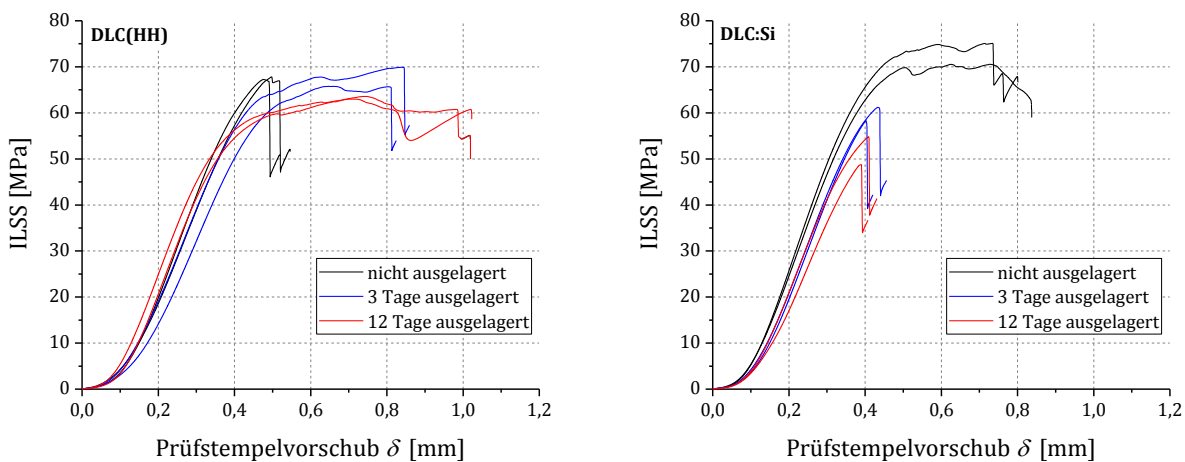 DLC(HH)
ILSS [MPa]
80
70
60
50
40
30
20
10
0
nicht ausgelagert
3 Tage ausgelagert
12 Tage ausgelagert
0,0 0,2 0,4 0,6 0,8 1,0 1,2
Prüfstempelvorschub δ [mm]
DLC:Si
ILSS [MPa]
80
70
60
50
40
30
20
10
0
nicht ausgelagert
3 Tage ausgelagert
12 Tage ausgelagert
0,0 0,2 0,4 0,6 0,8 1,0 1,2
Prüfstempelvorschub δ [mm]